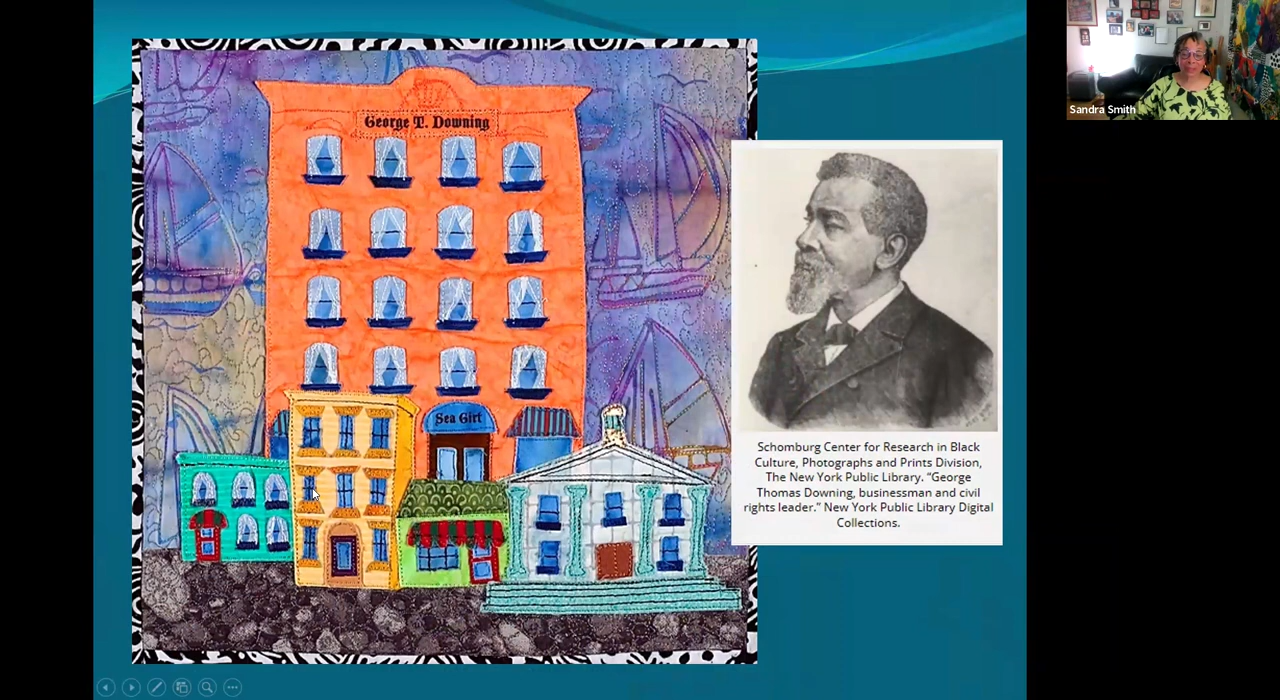 George T. Downing
Sea Girt
Schomburg Center for Research in Black
Culture, Photographs and Prints Division,
The New York Public Library. “George
Thomas Downing, businessman and civil
rights leader.” New York Public Library Digital
Collections.
Sandra Smith